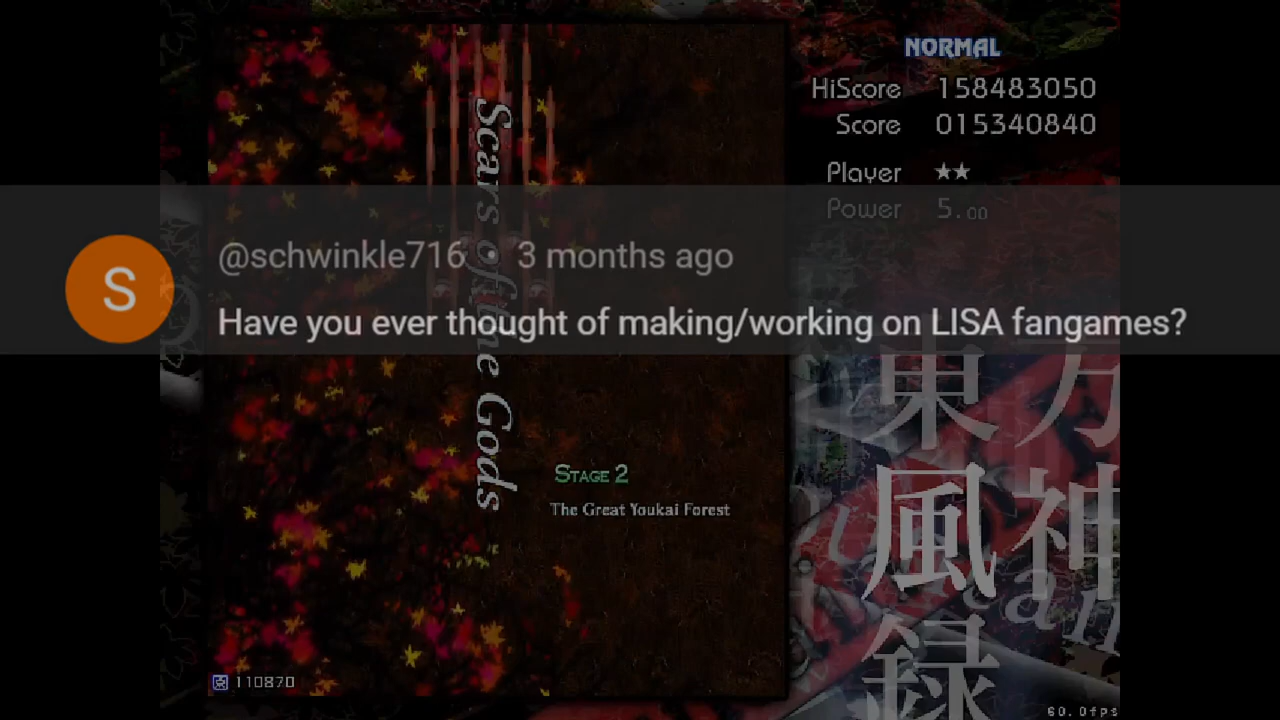 NORMAL
HiScore 158483050
Score 015340840
Player ★★
Power 5.00
S
@schwinkle716 • 3 months ago
Have you ever thought of making/working on LISA fangames?
Scars of the Gods
STAGE 2
The Great Youkai Forest
東方
風神
録
110870
60.0fps